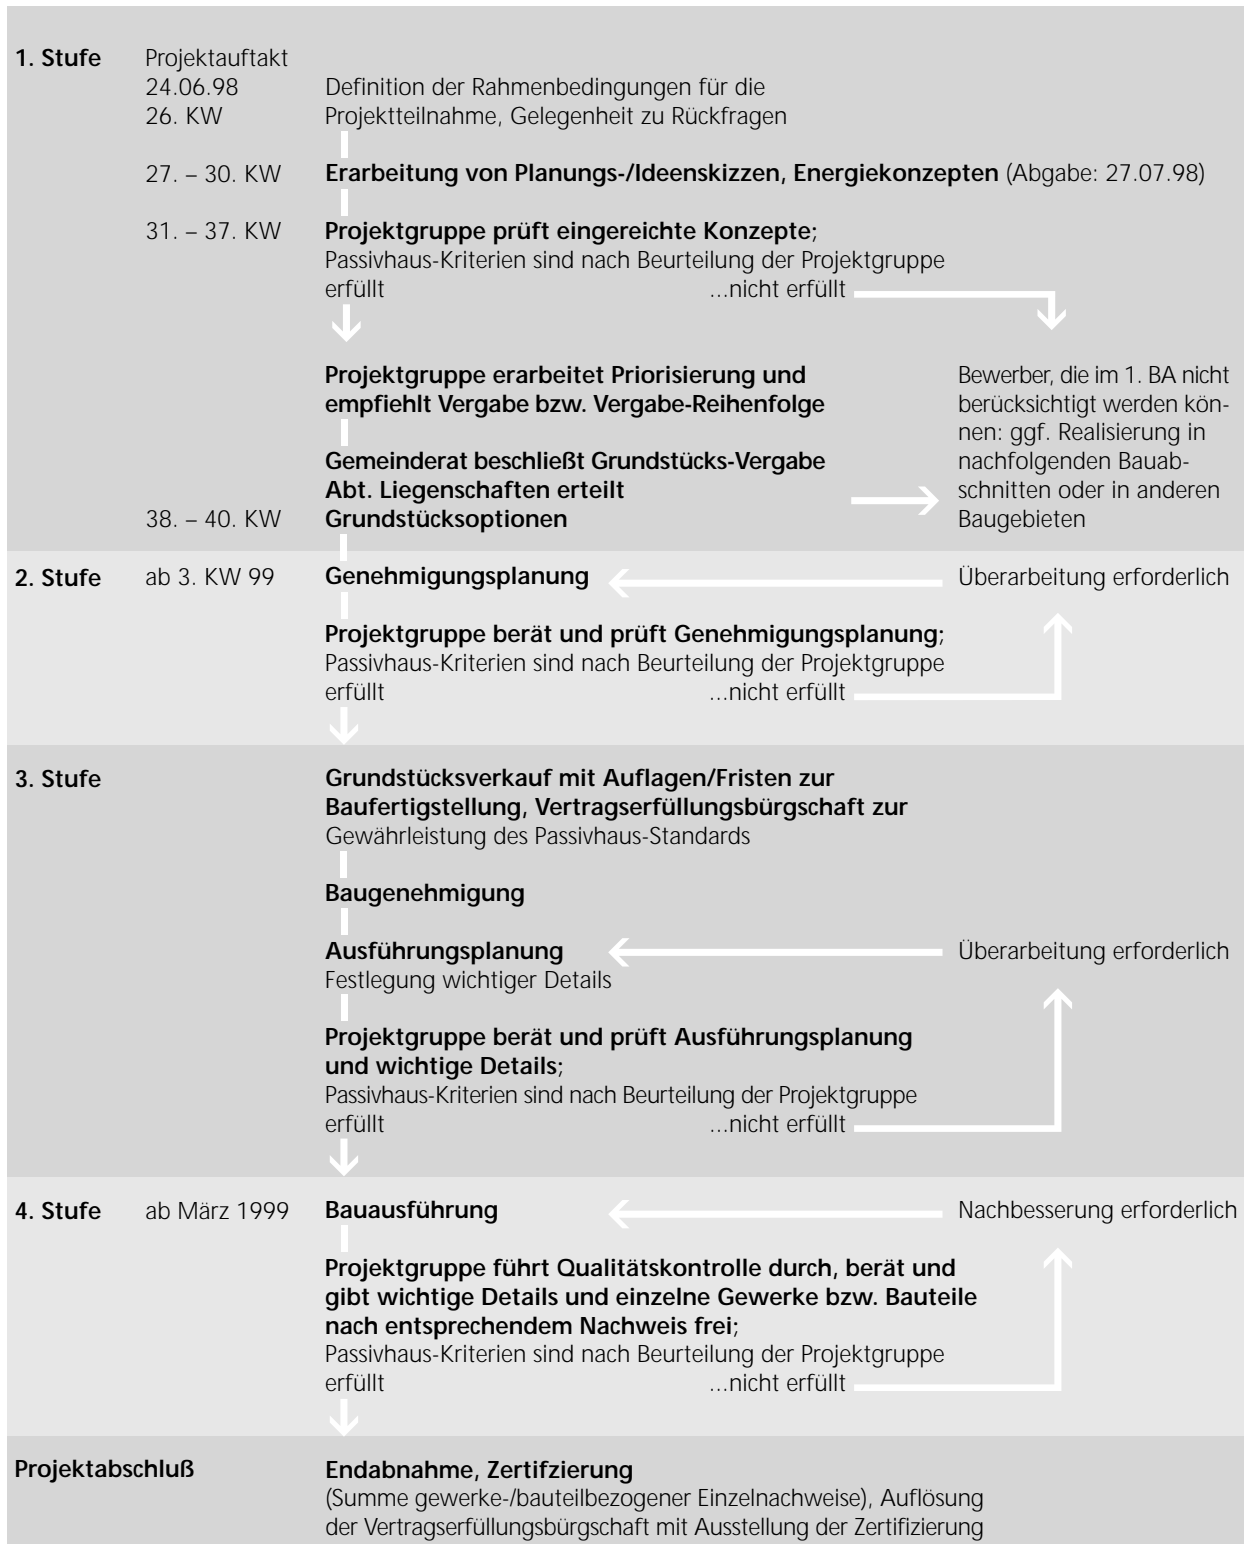 1. Stufe Projektauftakt
24.06.98 Definition der Rahmenbedingungen für die
26. KW Projektteilnahme, Gelegenheit zu Rückfragen
27. – 30. KW Erarbeitung von Planungs-/Ideenskizzen, Energiekonzepten (Abgabe: 27.07.98)
31. – 37. KW Projektgruppe prüft eingereichte Konzepte;
Passivhaus-Kriterien sind nach Beurteilung der Projektgruppe
erfüllt ...nicht erfüllt
Projektgruppe erarbeitet Priorisierung und
empfiehlt Vergabe bzw. Vergabe-Reihenfolge
Gemeinderat beschließt Grundstücks-Vergabe
Abt. Liegenschaften erteilt
38. – 40. KW Grundstücksoptionen
Bewerber, die im 1. BA nicht
berücksichtigt werden kön-
nen: ggf. Realisierung in
nachfolgenden Bauab-
schnitten oder in anderen
Baugebieten
2. Stufe ab 3. KW 99 Genehmigungsplanung Überarbeitung erforderlich
Projektgruppe berät und prüft Genehmigungsplanung;
Passivhaus-Kriterien sind nach Beurteilung der Projektgruppe
erfüllt ...nicht erfüllt
3. Stufe Grundstücksverkauf mit Auflagen/Fristen zur
Baufertigstellung, Vertragserfüllungsbürgschaft zur
Gewährleistung des Passivhaus-Standards
Baugenehmigung
Ausführungsplanung Überarbeitung erforderlich
Festlegung wichtiger Details
Projektgruppe berät und prüft Ausführungsplanung
und wichtige Details;
Passivhaus-Kriterien sind nach Beurteilung der Projektgruppe
erfüllt ...nicht erfüllt
4. Stufe ab März 1999 Bauausführung Nachbesserung erforderlich
Projektgruppe führt Qualitätskontrolle durch, berät und
gibt wichtige Details und einzelne Gewerke bzw. Bauteile
nach entsprechendem Nachweis frei;
Passivhaus-Kriterien sind nach Beurteilung der Projektgruppe
erfüllt ...nicht erfüllt
Projektabschluß Endabnahme, Zertifzierung
(Summe gewerke-/bauteilbezogener Einzelnachweise), Auflösung
der Vertragserfüllungsbürgschaft mit Ausstellung der Zertifizierung